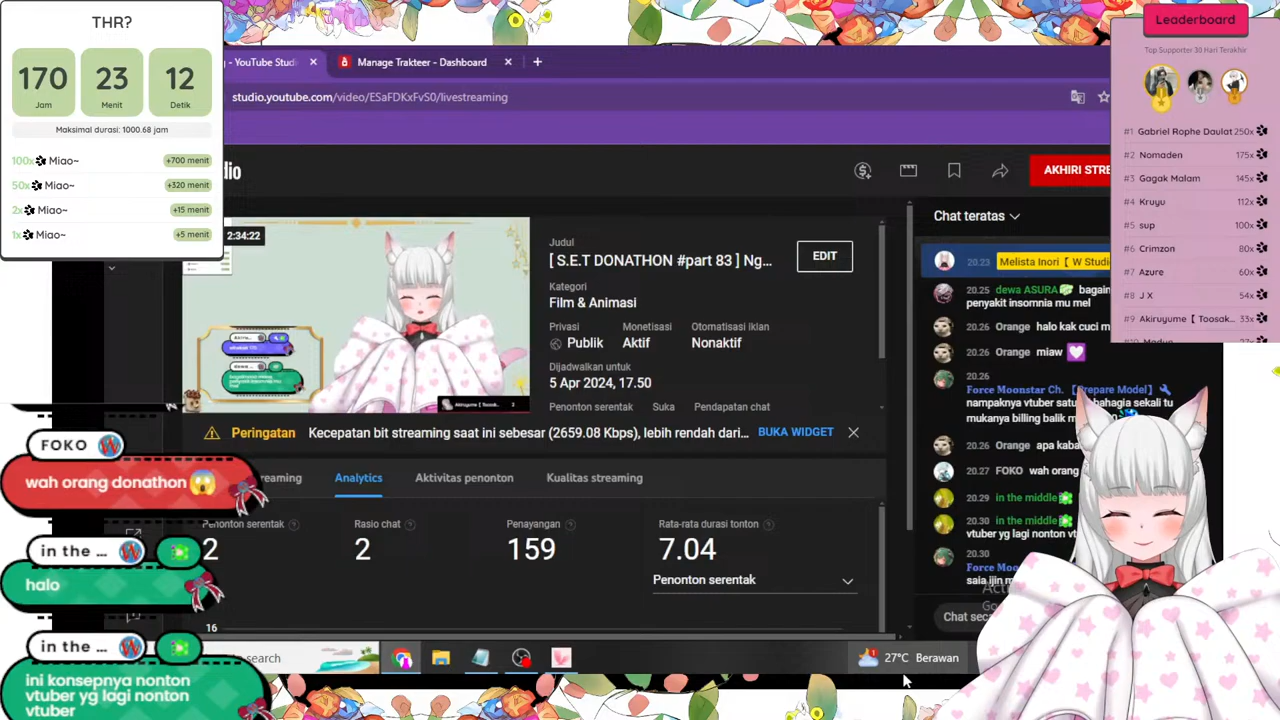 THR?
170
23
12
Jam
Menit
Detik
Maksimal durasi: 1000.68 jam
100x Miao~ +700 menit
50x Miao~ +320 menit
2x Miao~ +15 menit
1x Miao~ +5 menit
- YouTube Studi
Manage Trakteer - Dashboard
studio.youtube.com/video/ESaFDKxFvS0/livestreaming
dio
AKHIRI STRE
2:34:22
Judul
[ S.E.T DONATHON #part 83 ] Ng...
EDIT
Kategori
Film & Animasi
Privasi
Monetisasi
Otomatisasi iklan
Publik
Aktif
Nonaktif
Dijadwalkan untuk
5 Apr 2024, 17.50
Penonton serentak
Suka
Pendapatan chat
Peringatan
Kecepatan bit streaming saat ini sebesar (2659.08 Kbps), lebih rendah dari...
BUKA WIDGET
reaming
Analytics
Aktivitas penonton
Kualitas streaming
Penonton serentak
Rasio chat
Penayangan
Rata-rata durasi tonton
2
2
159
7.04
Penonton serentak
16
search
27°C Berawan
Chat teratas
20.23 Melista Inori【 W Studi
20.25 dewa ASURA bagain
penyakit insomnia mu mel
20.26 Orange halo kak cuci m
20.26 Orange miaw
20.26
Force Moonstar Ch.【Prepare Model】
nampaknya vtuber satu bahagia sekali tu
mukanya billing balik m
20.26 Orange apa kaba
20.27 FOKO wah orang
20.29 in the middle
20.30 in the middle
vtuber yg lagi nonton vt
20.30
Force Moo
saia ijin m
Chat sec
Leaderboard
Top Supporter 30 Hari Terakhir
#1 Gabriel Rophe Daulat 250x
#2 Nomaden 175x
#3 Gagak Malam 145x
#4 Kruyu 112x
#5 sup 100x
#6 Crimzon 80x
#7 Azure 60x
#8 J X 54x
#9 Akiruyume【 Toosak... 33x
FOKO
wah orang donathon
in the ...
halo
in the ...
ini konsepnya nonton
vtuber yg lagi nonton
vtuber